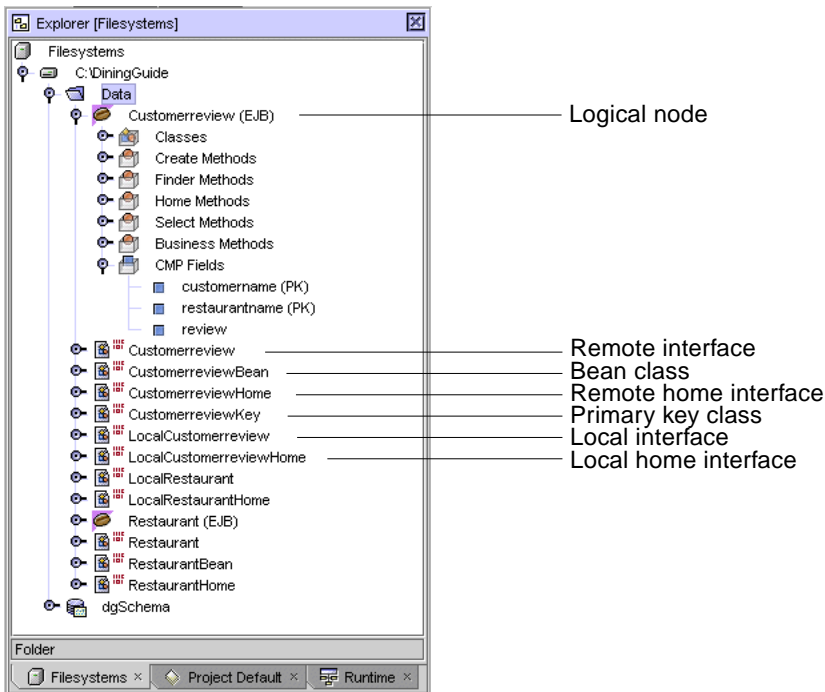 Explorer [Filesystems]
Filesystems
C:\DiningGuide
Data
Customerreview (EJB) Logical node
Classes
Create Methods
Finder Methods
Home Methods
Select Methods
Business Methods
CMP Fields
customername (PK)
restaurantname (PK)
review
Customerreview Remote interface
CustomerreviewBean Bean class
CustomerreviewHome Remote home interface
CustomerreviewKey Primary key class
LocalCustomerreview Local interface
LocalCustomerreviewHome Local home interface
LocalRestaurant
LocalRestaurantHome
Restaurant (EJB)
Restaurant
RestaurantBean
RestaurantHome
dgSchema
Folder
Filesystems × Project Default × Runtime ×